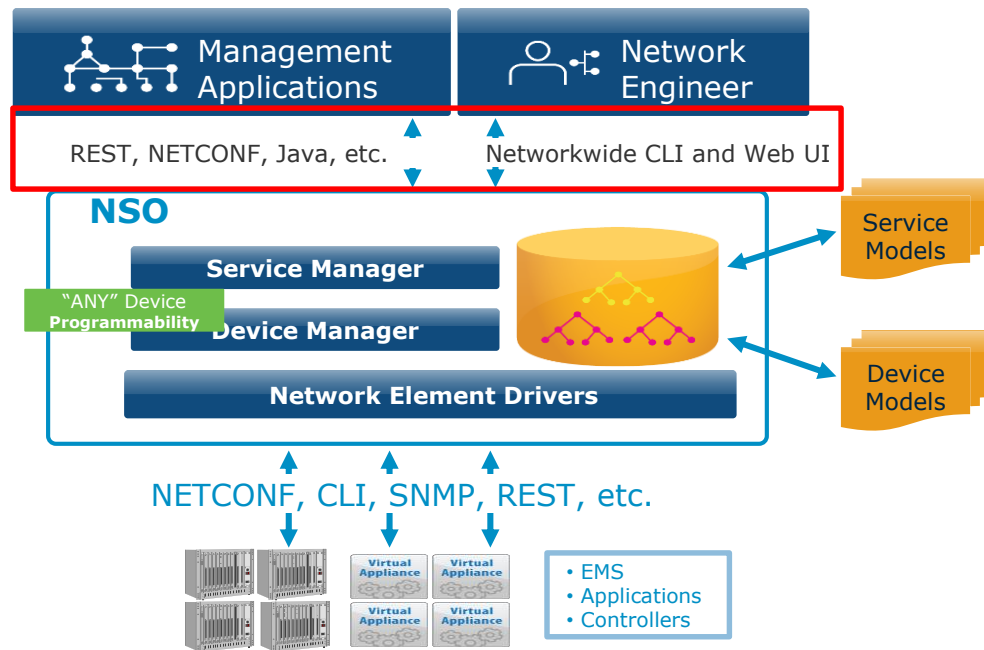 Management
Applications
Network
Engineer
REST, NETCONF, Java, etc.
Networkwide CLI and Web UI
NSO
Service Manager
"ANY" Device
Programmability
Device Manager
Network Element Drivers
Service
Models
Device
Models
NETCONF, CLI, SNMP, REST, etc.
Virtual
Appliance
Virtual
Appliance
Virtual
Appliance
Virtual
Appliance
• EMS
• Applications
• Controllers